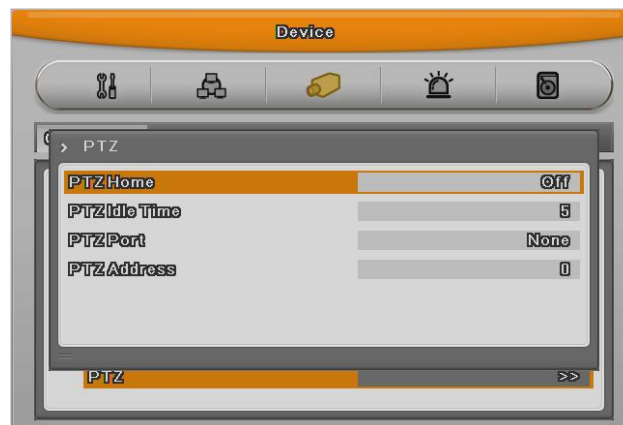 Device
> PTZ
PTZ Home Off
PTZ Idle Time 5
PTZ Port None
PTZ Address 0
PTZ >>